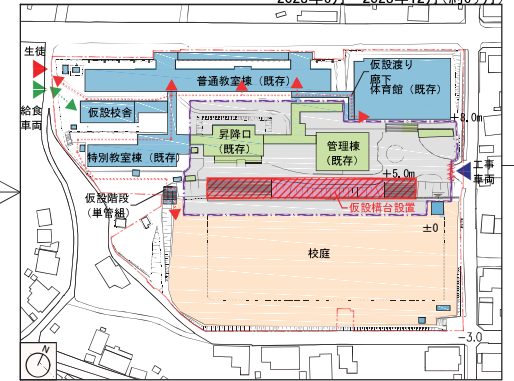 生徒
給食
車両
普通教室棟（既存）
仮設渡り
廊下
体育館（既存）
仮設校舎
昇降口
（既存）
管理棟
（既存）
特別教室棟（既存）
+8.0m
+5.0m
工事
車両
仮設階段
（単管組）
仮設構台設置
±0
校庭
-3.0
N